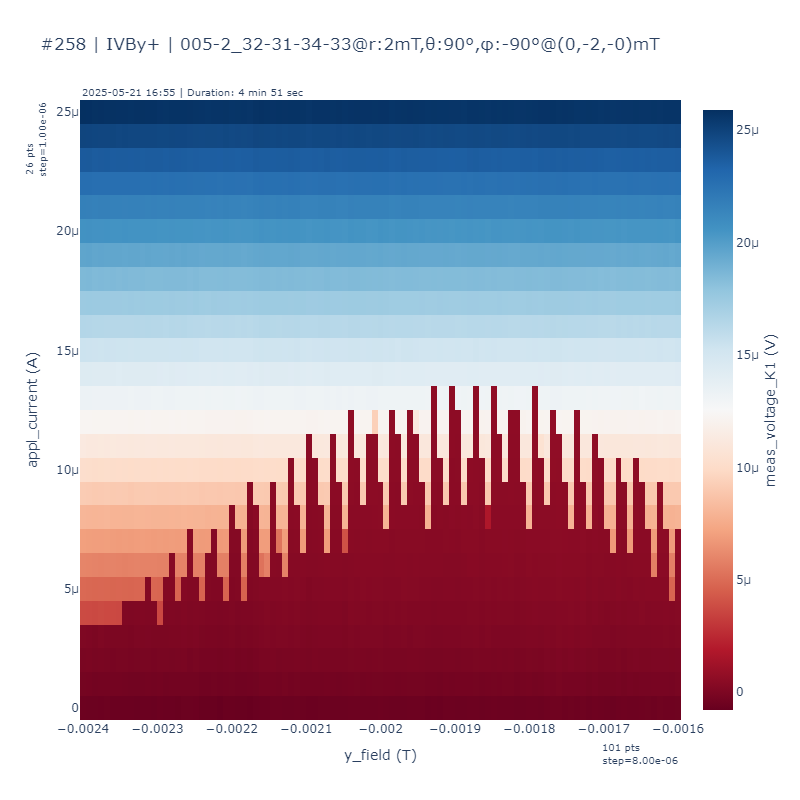 #258 | IVBy+ | 005-2_32-31-34-33@r:2mT,θ:90°,φ:-90°@(0,-2,-0)mT
2025-05-21 16:55 | Duration: 4 min 51 sec
26 pts
step=1.00e-06
25μ
20μ
15μ
10μ
5μ
0
appl_current (A)
−0.0024
−0.0023
−0.0022
−0.0021
−0.002
−0.0019
−0.0018
−0.0017
−0.0016
y_field (T)
101 pts
step=8.00e-06
25μ
20μ
15μ
10μ
5μ
0
meas_voltage_K1 (V)